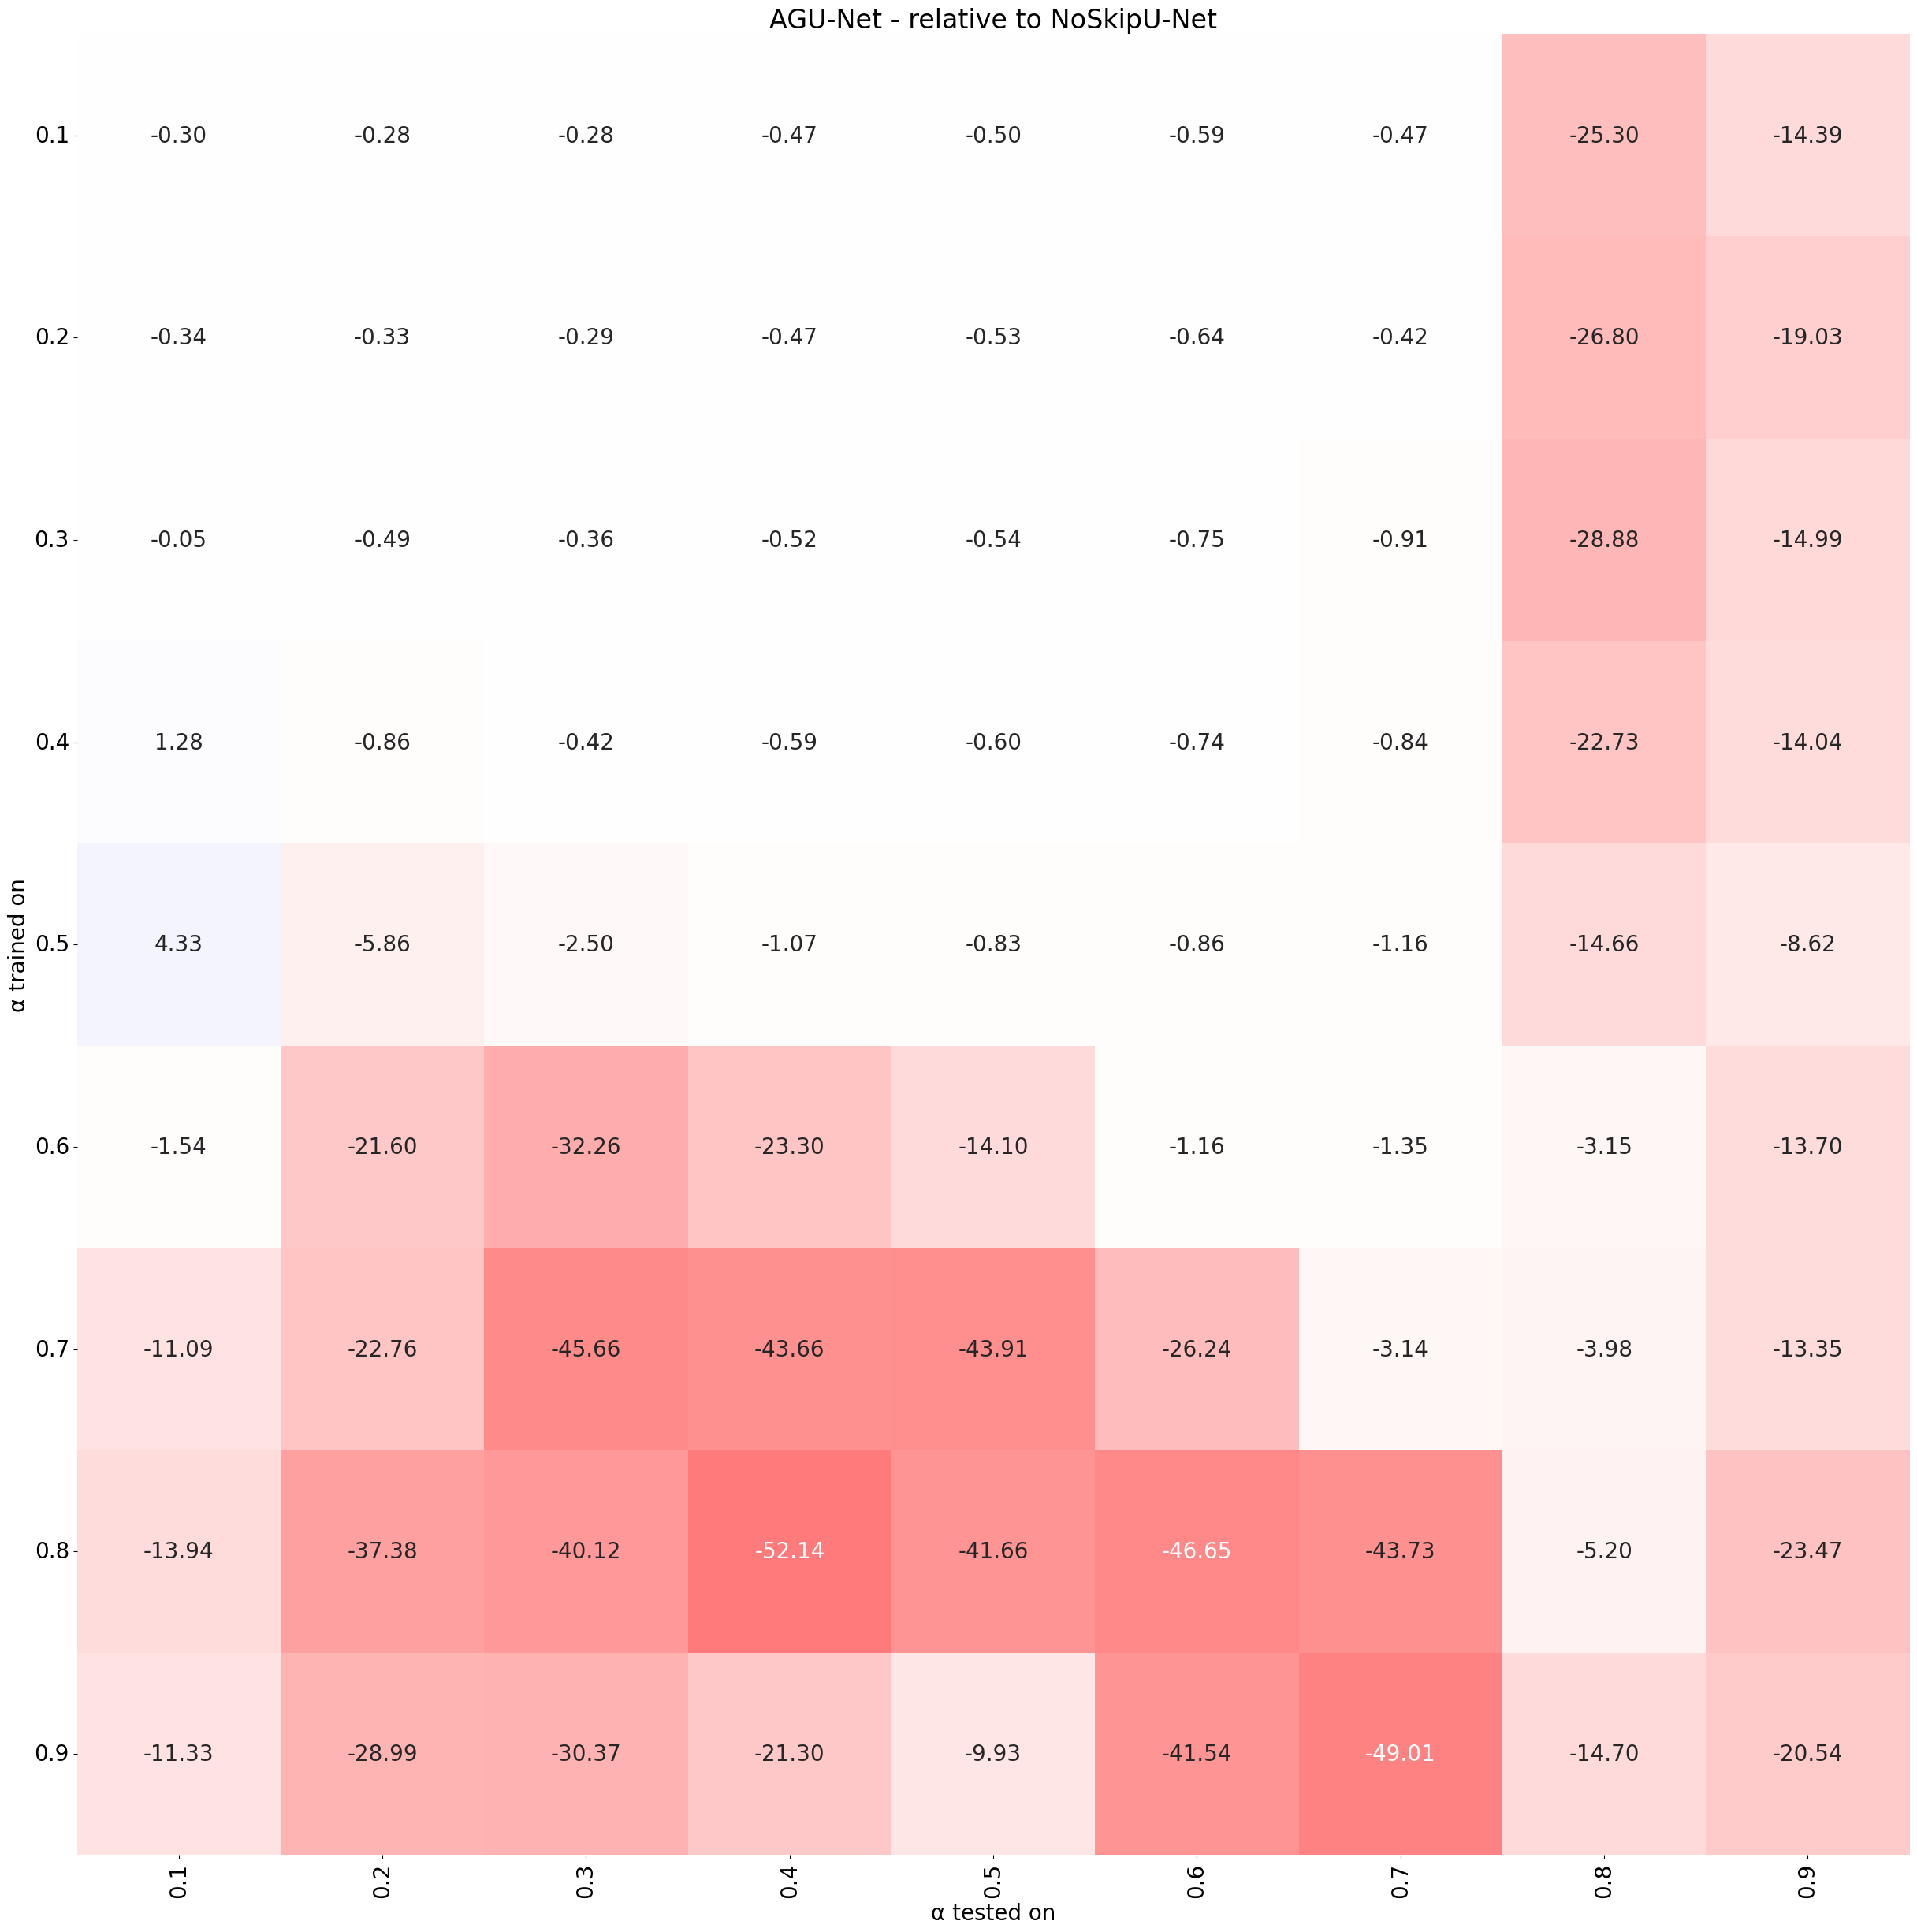 AGU-Net - relative to NoSkipU-Net
0.1 -0.30 -0.28 -0.28 -0.47 -0.50 -0.59 -0.47 -25.30 -14.39
0.2 -0.34 -0.33 -0.29 -0.47 -0.53 -0.64 -0.42 -26.80 -19.03
0.3 -0.05 -0.49 -0.36 -0.52 -0.54 -0.75 -0.91 -28.88 -14.99
0.4 1.28 -0.86 -0.42 -0.59 -0.60 -0.74 -0.84 -22.73 -14.04
α trained on
0.5 4.33 -5.86 -2.50 -1.07 -0.83 -0.86 -1.16 -14.66 -8.62
0.6 -1.54 -21.60 -32.26 -23.30 -14.10 -1.16 -1.35 -3.15 -13.70
0.7 -11.09 -22.76 -45.66 -43.66 -43.91 -26.24 -3.14 -3.98 -13.35
0.8 -13.94 -37.38 -40.12 -52.14 -41.66 -46.65 -43.73 -5.20 -23.47
0.9 -11.33 -28.99 -30.37 -21.30 -9.93 -41.54 -49.01 -14.70 -20.54
0.1 0.2 0.3 0.4 0.5 0.6 0.7 0.8 0.9
α tested on